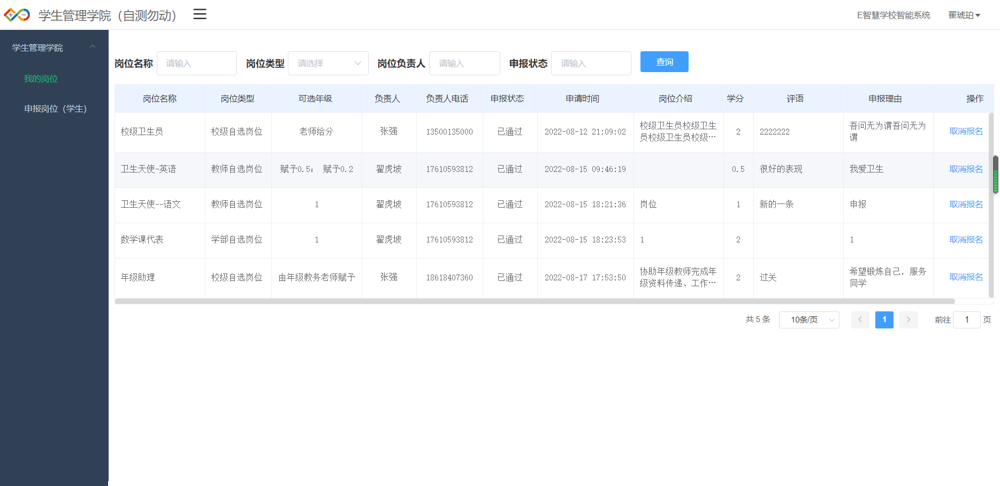 学生管理学院（自测勿动）
E智慧学校智能系统 翟琥珀
学生管理学院
我的岗位
申报岗位（学生）
岗位名称 请输入 岗位类型 请选择 岗位负责人 请输入 申报状态 请输入 查询
岗位名称 岗位类型 可选年级 负责人 负责人电话 申报状态 申请时间 岗位介绍 学分 评语 申报理由 操作
校级卫生员 校级自选岗位 老师给分 张强 13500135000 已通过 2022-08-12 21:09:02 校级卫生员校级卫生 2 2222222 吾问无为谓吾问无为 取消报名
员校级卫生员校级… 谓
卫生天使-英语 教师自选岗位 赋予0.5; 赋予0.2 翟虎坡 17610593812 已通过 2022-08-15 09:46:19 0.5 很好的表现 我爱卫生 取消报名
卫生天使--语文 教师自选岗位 1 翟虎坡 17610593812 已通过 2022-08-15 18:21:36 岗位 1 新的一条 申报 取消报名
数学课代表 学部自选岗位 1 翟虎坡 17610593812 已通过 2022-08-15 18:23:53 1 2 1 取消报名
年级助理 校级自选岗位 由年级教务老师赋予 张强 18618407360 已通过 2022-08-17 17:53:50 协助年级教师完成年 2 过关 希望锻炼自己，服务 取消报名
级资料传递、工作… 同学
共 5 条 10条/页 1 前往 1 页